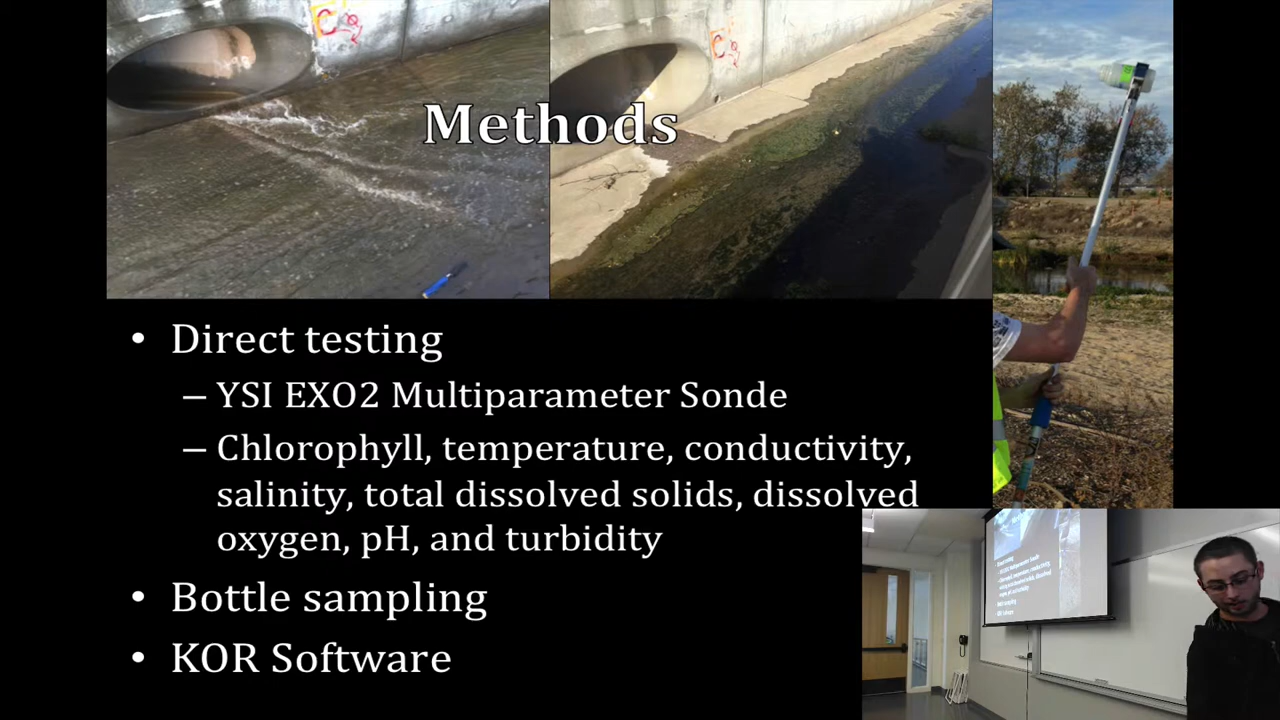 C
C
Methods
• Direct testing
– YSI EXO2 Multiparameter Sonde
– Chlorophyll, temperature, conductivity,
salinity, total dissolved solids, dissolved
oxygen, pH, and turbidity
• Bottle sampling
• KOR Software